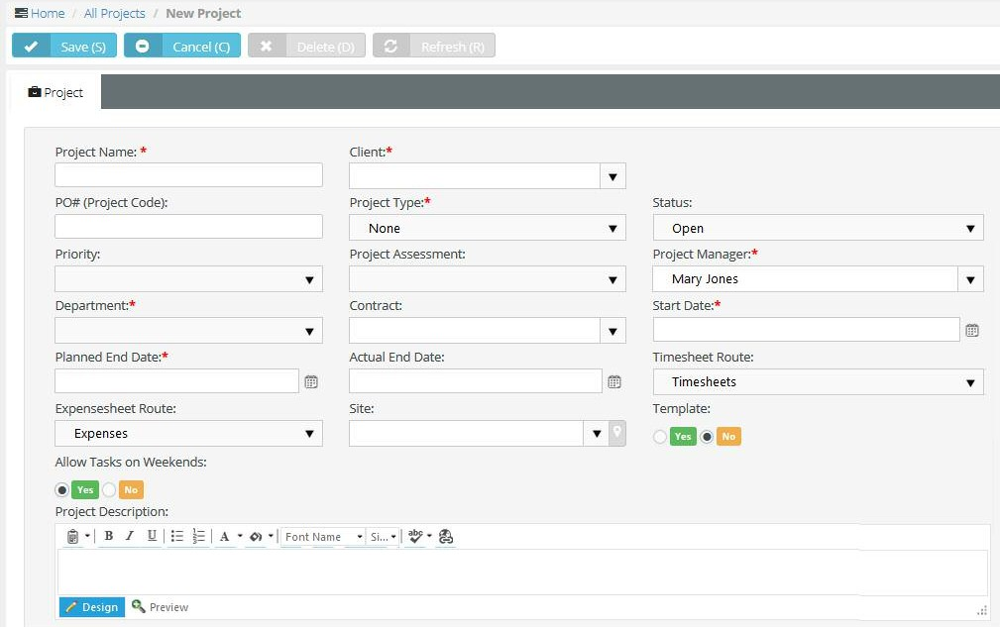 Home / All Projects / New Project
Save (S) Cancel (C) Delete (D) Refresh (R)
Project
Project Name: * Client:*
PO# (Project Code): Project Type:* Status:
None Open
Priority: Project Assessment: Project Manager:*
Mary Jones
Department:* Contract: Start Date:*
Planned End Date:* Actual End Date: Timesheet Route:
Timesheets
Expensesheet Route: Site: Template:
Expenses Yes No
Allow Tasks on Weekends:
Yes No
Project Description:
B I U A Font Name Si... abc
Design Preview